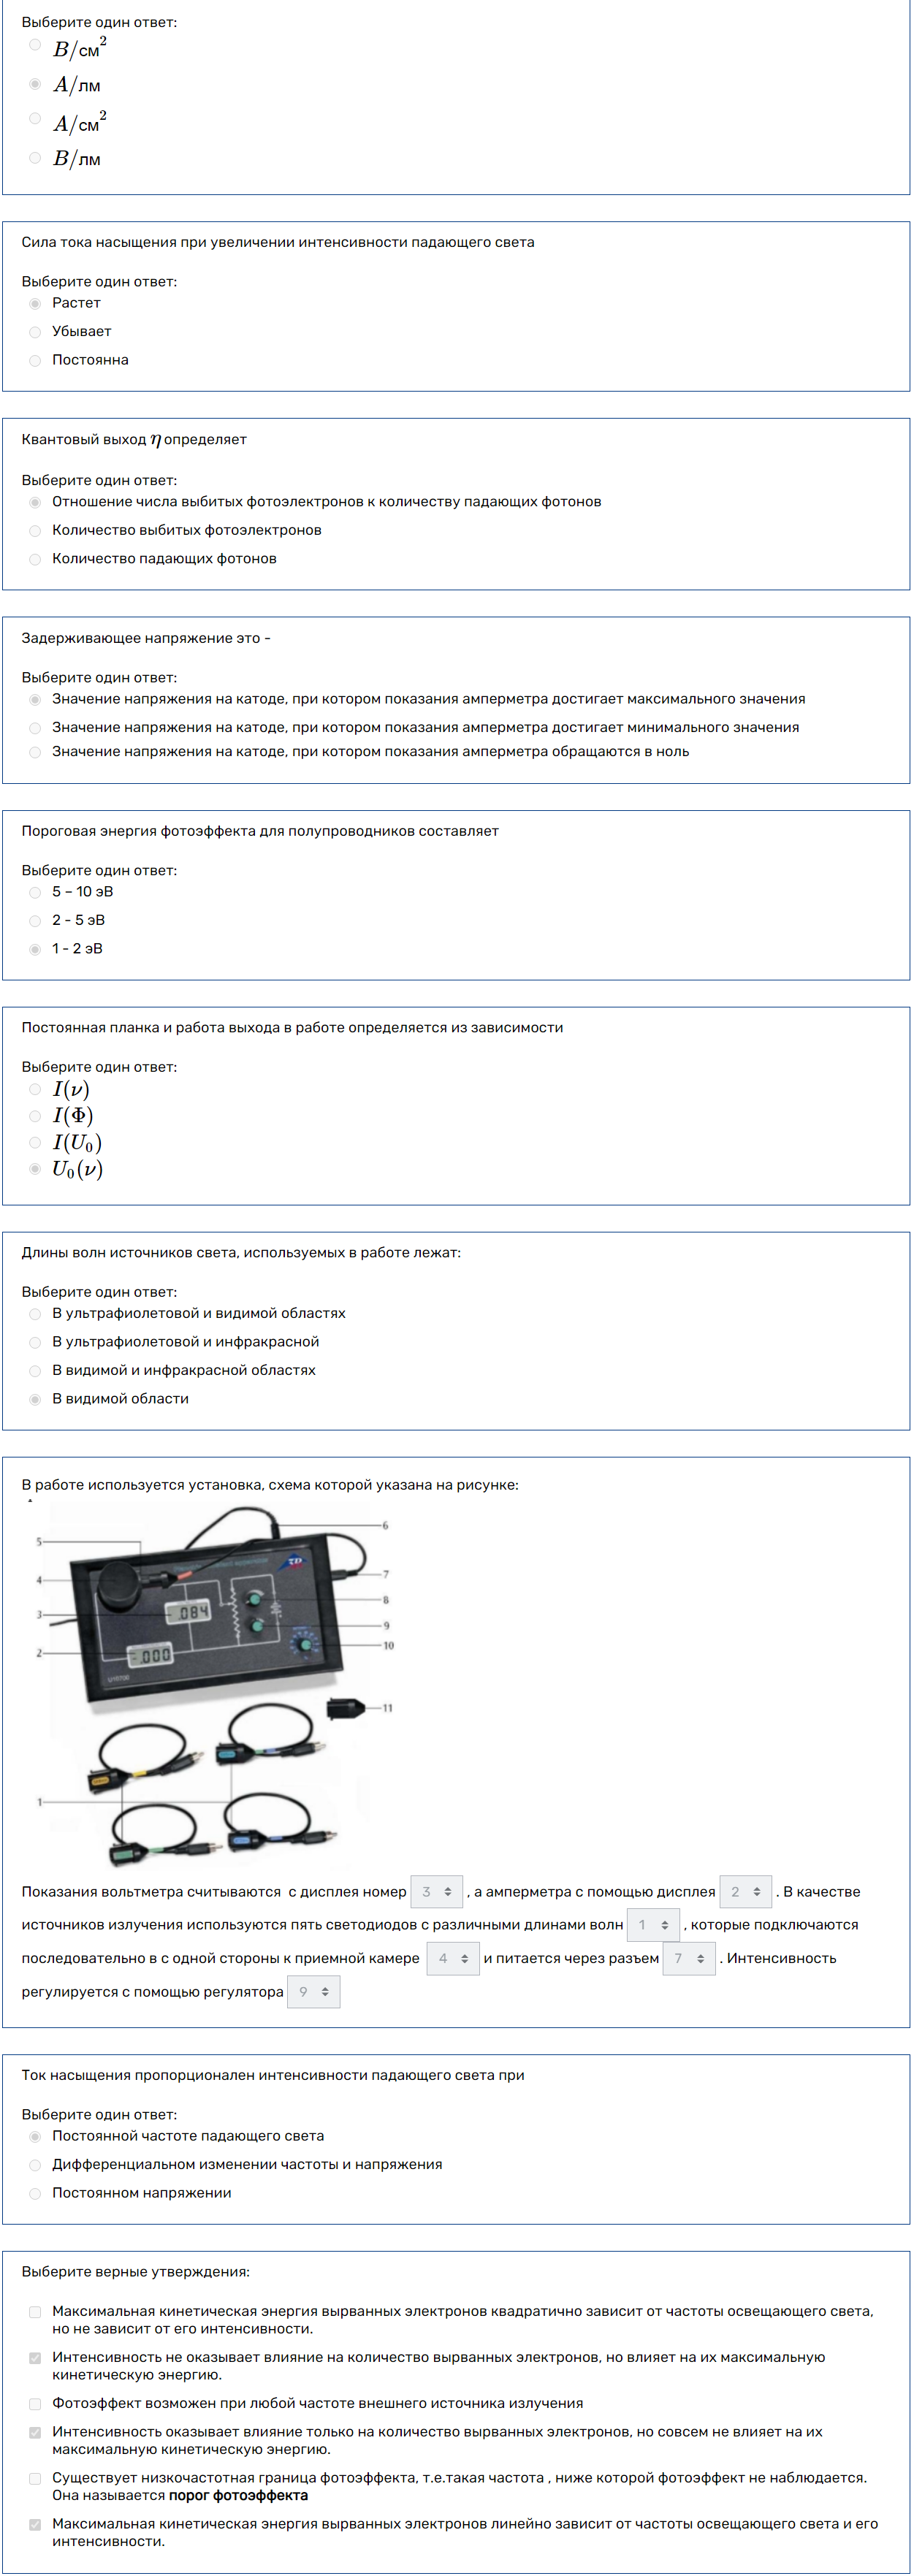 Выберите один ответ:
B/см²
A/лм
A/см²
B/лм
Сила тока насыщения при увеличении интенсивности падающего света
Выберите один ответ:
Растет
Убывает
Постоянна
Квантовый выход η определяет
Выберите один ответ:
Отношение числа выбитых фотоэлектронов к количеству падающих фотонов
Количество выбитых фотоэлектронов
Количество падающих фотонов
Задерживающее напряжение это -
Выберите один ответ:
Значение напряжения на катоде, при котором показания амперметра достигает максимального значения
Значение напряжения на катоде, при котором показания амперметра достигает минимального значения
Значение напряжения на катоде, при котором показания амперметра обращаются в ноль
Пороговая энергия фотоэффекта для полупроводников составляет
Выберите один ответ:
5 – 10 эВ
2 - 5 эВ
1 - 2 эВ
Постоянная планка и работа выхода в работе определяется из зависимости
Выберите один ответ:
I(ν)
I(Φ)
I(U₀)
U₀(ν)
Длины волн источников света, используемых в работе лежат:
Выберите один ответ:
В ультрафиолетовой и видимой областях
В ультрафиолетовой и инфракрасной
В видимой и инфракрасной областях
В видимой области
В работе используется установка, схема которой указана на рисунке:
6
5
7
4
8
3
.084
9
10
2
.000
11
1
Показания вольтметра считываются с дисплея номер 3 , а амперметра с помощью дисплея 2 . В качестве
источников излучения используются пять светодиодов с различными длинами волн 1 , которые подключаются
последовательно в с одной стороны к приемной камере 4 и питается через разъем 7 . Интенсивность
регулируется с помощью регулятора 9
Ток насыщения пропорционален интенсивности падающего света при
Выберите один ответ:
Постоянной частоте падающего света
Дифференциальном изменении частоты и напряжения
Постоянном напряжении
Выберите верные утверждения:
Максимальная кинетическая энергия вырванных электронов квадратично зависит от частоты освещающего света,
но не зависит от его интенсивности.
Интенсивность не оказывает влияние на количество вырванных электронов, но влияет на их максимальную
кинетическую энергию.
Фотоэффект возможен при любой частоте внешнего источника излучения
Интенсивность оказывает влияние только на количество вырванных электронов, но совсем не влияет на их
максимальную кинетическую энергию.
Существует низкочастотная граница фотоэффекта, т.е.такая частота , ниже которой фотоэффект не наблюдается.
Она называется порог фотоэффекта
Максимальная кинетическая энергия вырванных электронов линейно зависит от частоты освещающего света и его
интенсивности.